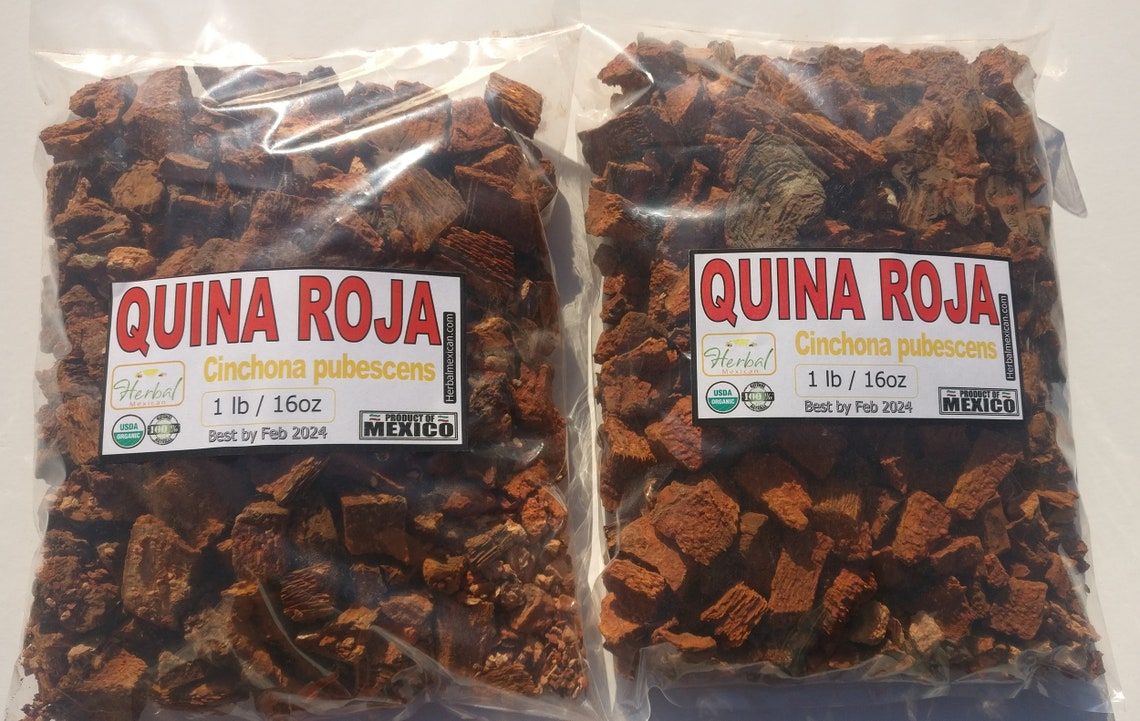 QUINA ROJA
Cinchona pubescens
Herbal
Mexican
1 lb / 16oz
USDA
ORGANIC
100%
Best by Feb 2024
PRODUCT OF
MEXICO
Herbalmexican.com
QUINA ROJA
Cinchona pubescens
Herbal
Mexican
1 lb / 16oz
USDA
ORGANIC
100%
Best by Feb 2024
PRODUCT OF
MEXICO
Herbalmexican.com